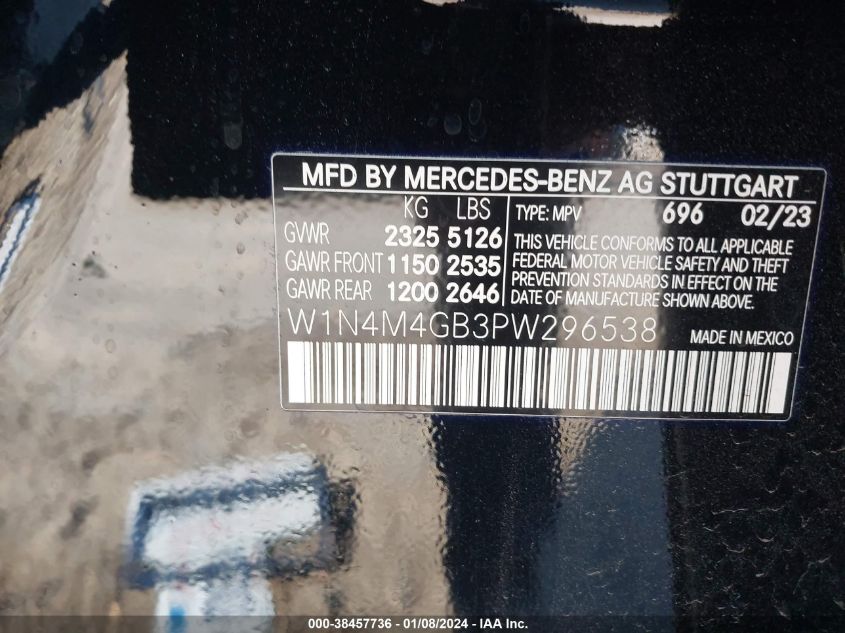 MFD BY MERCEDES-BENZ AG STUTTGART
KG LBS
GVWR 2325 5126
GAWR FRONT 1150 2535
GAWR REAR 1200 2646
TYPE: MPV 696 02/23
THIS VEHICLE CONFORMS TO ALL APPLICABLE
FEDERAL MOTOR VEHICLE SAFETY AND THEFT
PREVENTION STANDARDS IN EFFECT ON THE
DATE OF MANUFACTURE SHOWN ABOVE.
W1N4M4GB3PW296538 MADE IN MEXICO
000-38457736 - 01/08/2024 - IAA Inc.